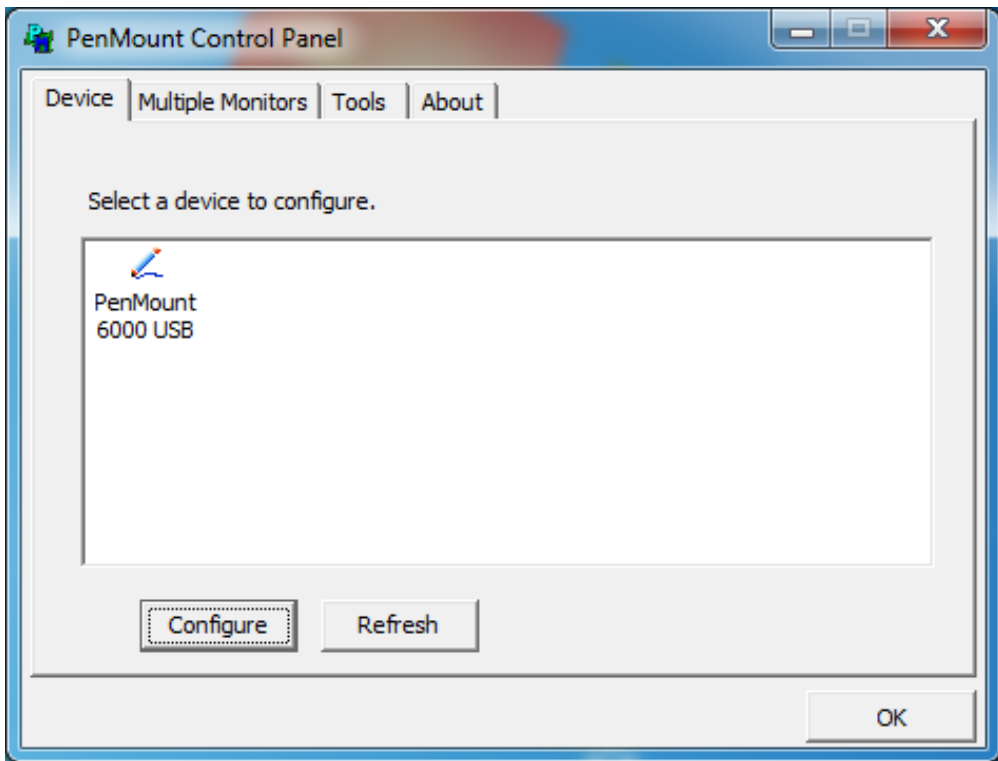 PenMount Control Panel
Device Multiple Monitors Tools About
Select a device to configure.
PenMount
6000 USB
Configure Refresh
OK